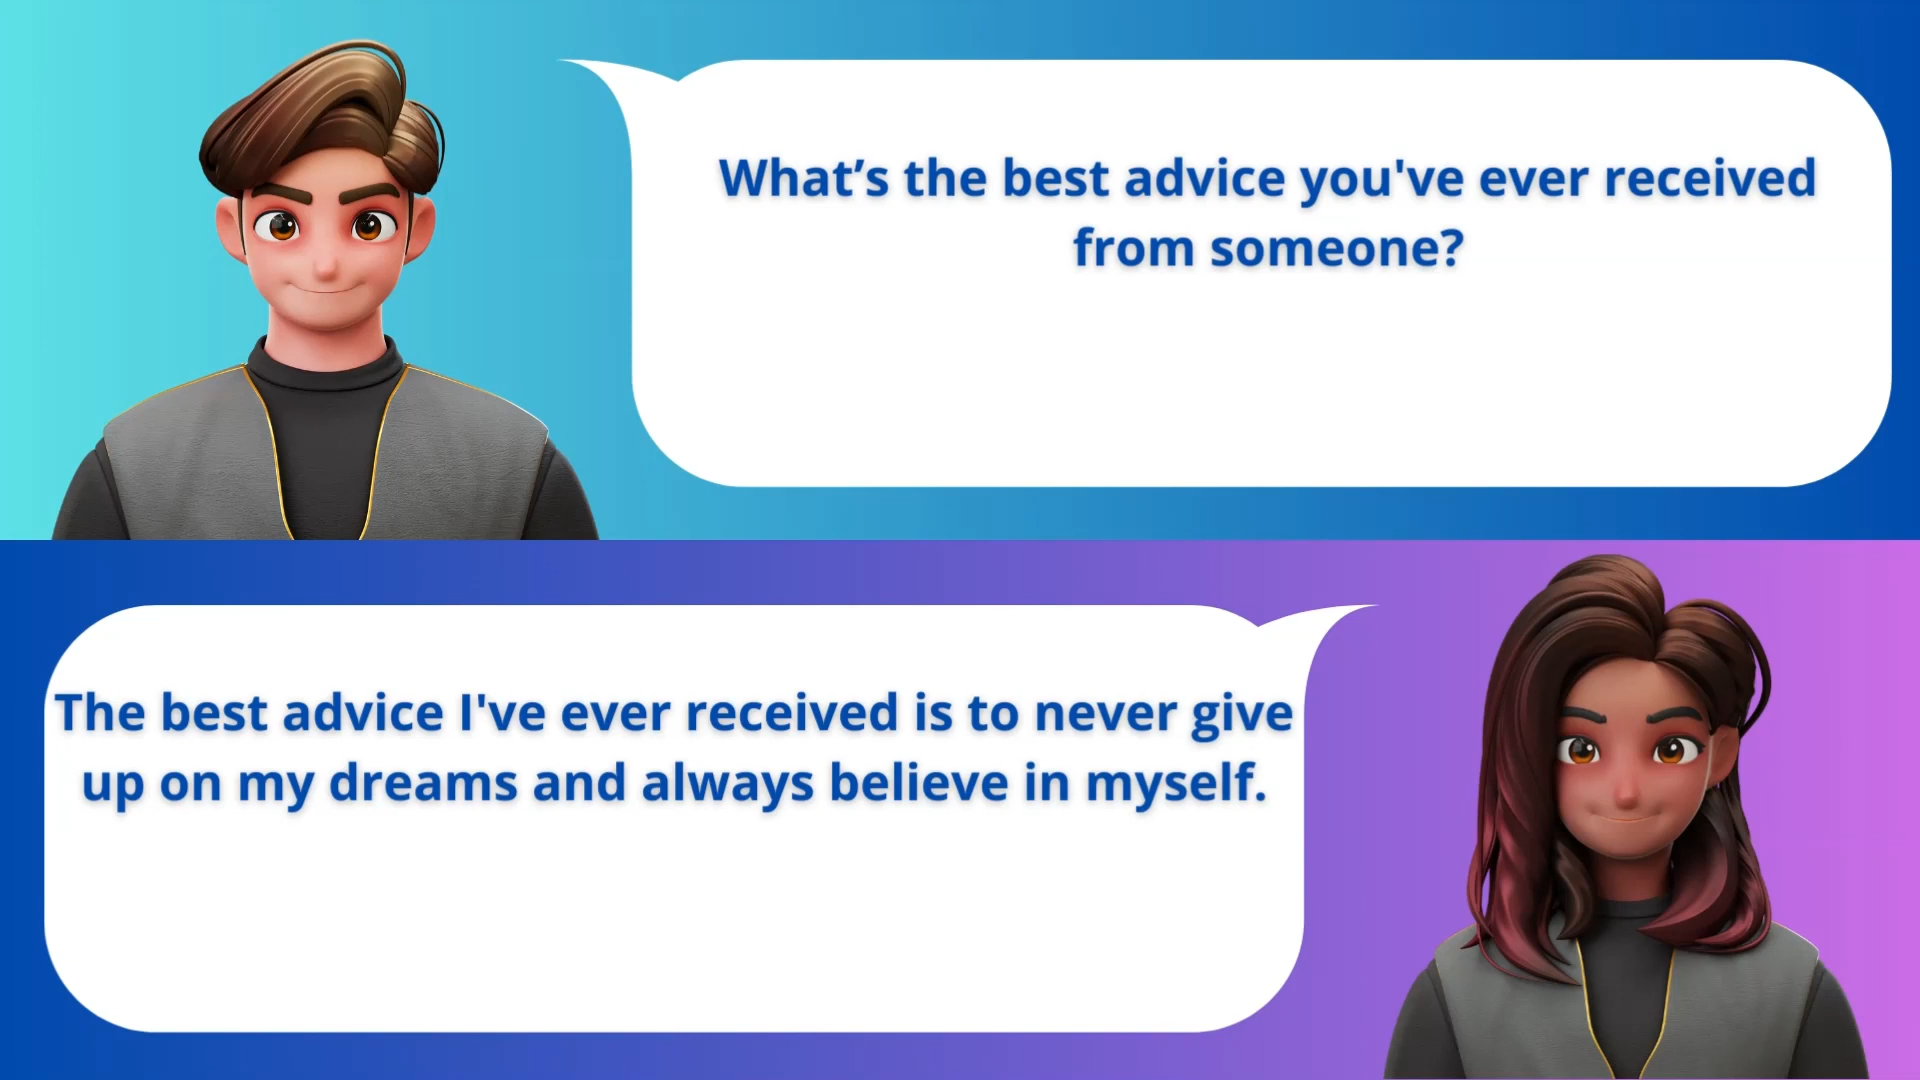 What’s the best advice you've ever received
from someone?
The best advice I've ever received is to never give
up on my dreams and always believe in myself.